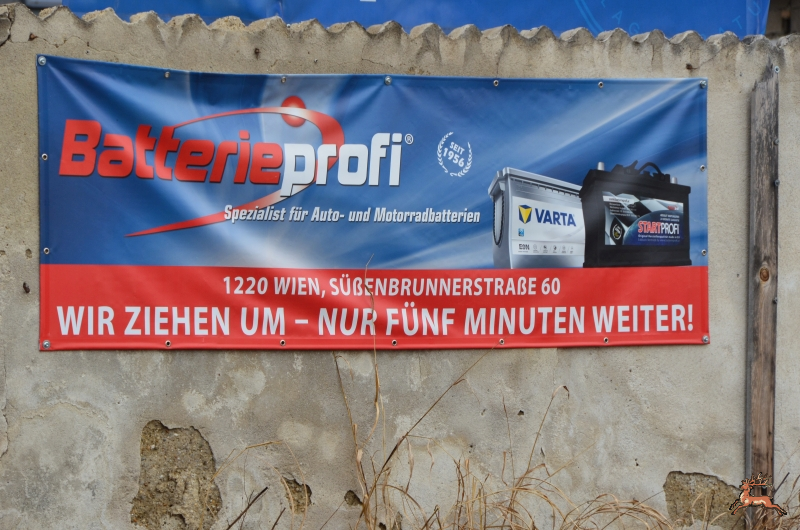 Batterieprofi®
SEIT
1956
Spezialist für Auto- und Motorradbatterien
VARTA
STARTPROFI
1220 WIEN, SÜßENBRUNNERSTRAßE 60
WIR ZIEHEN UM – NUR FÜNF MINUTEN WEITER!